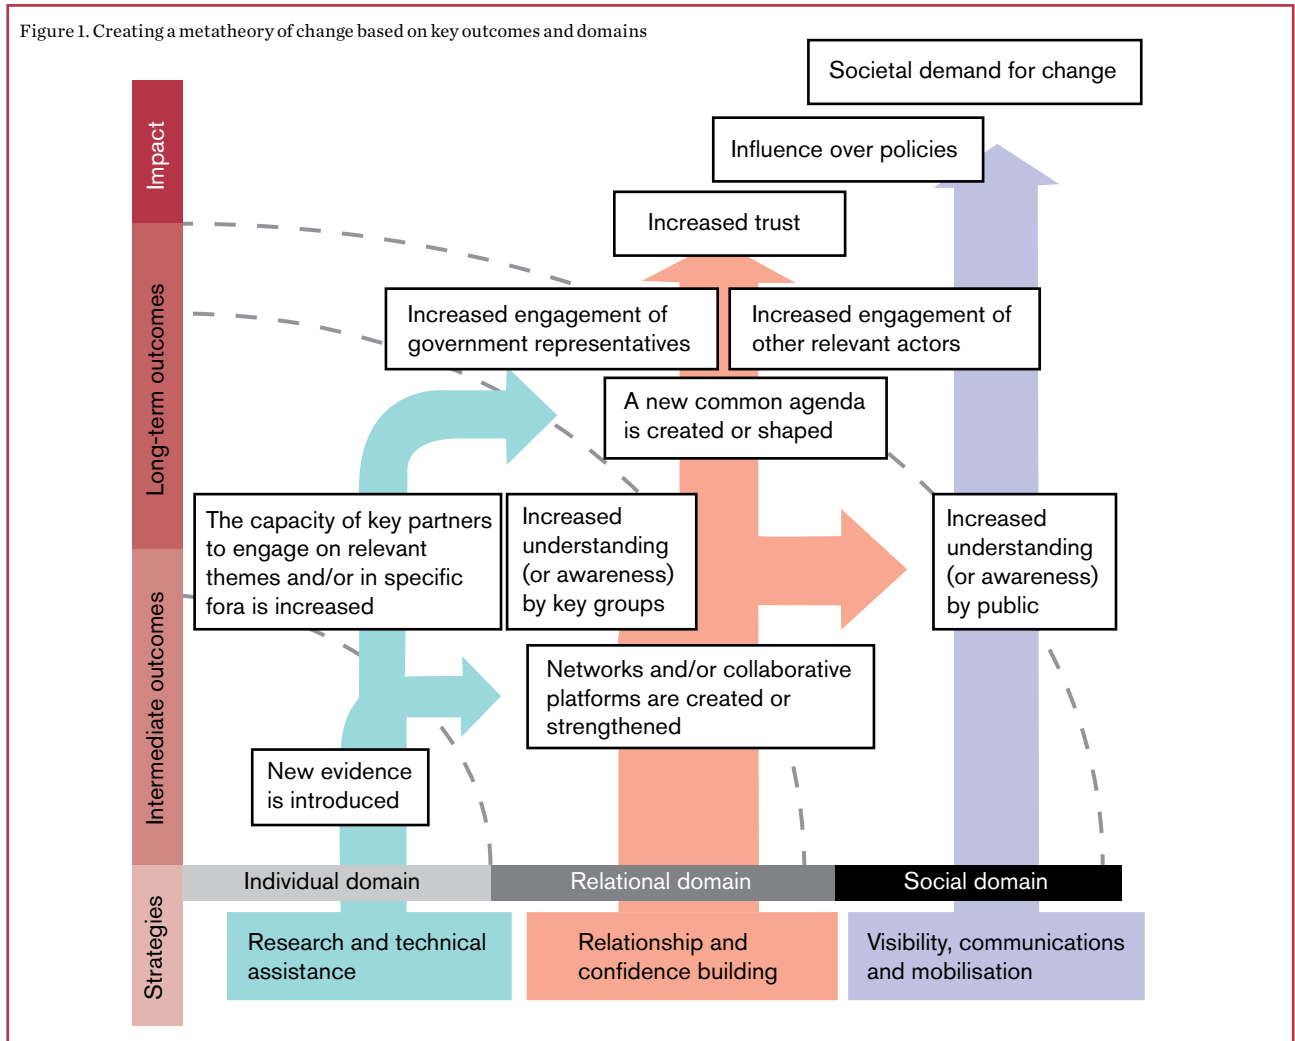 Figure 1. Creating a metatheory of change based on key outcomes and domains
Societal demand for change
Influence over policies
Impact
Increased trust
Increased engagement of
government representatives
Increased engagement of
other relevant actors
Long-term outcomes
A new common agenda
is created or shaped
The capacity of key partners
to engage on relevant
themes and/or in specific
fora is increased
Increased
understanding
(or awareness)
by key groups
Increased
understanding
(or awareness)
by public
Intermediate outcomes
Networks and/or collaborative
platforms are created or
strengthened
New evidence
is introduced
Individual domain
Relational domain
Social domain
Strategies
Research and technical
assistance
Relationship and
confidence building
Visibility, communications
and mobilisation